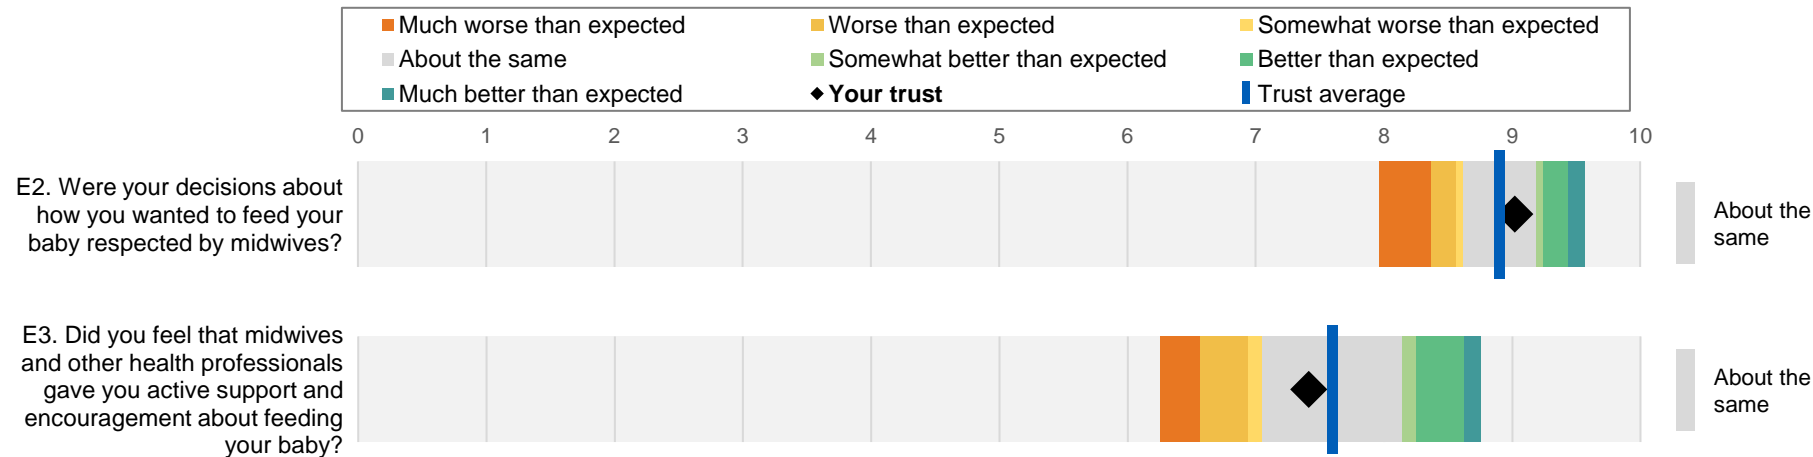 Much worse than expected
Worse than expected
Somewhat worse than expected
About the same
Somewhat better than expected
Better than expected
Much better than expected
Your trust
Trust average
0 1 2 3 4 5 6 7 8 9 10
E2. Were your decisions about
how you wanted to feed your
baby respected by midwives?
About the
same
E3. Did you feel that midwives
and other health professionals
gave you active support and
encouragement about feeding
your baby?
About the
same